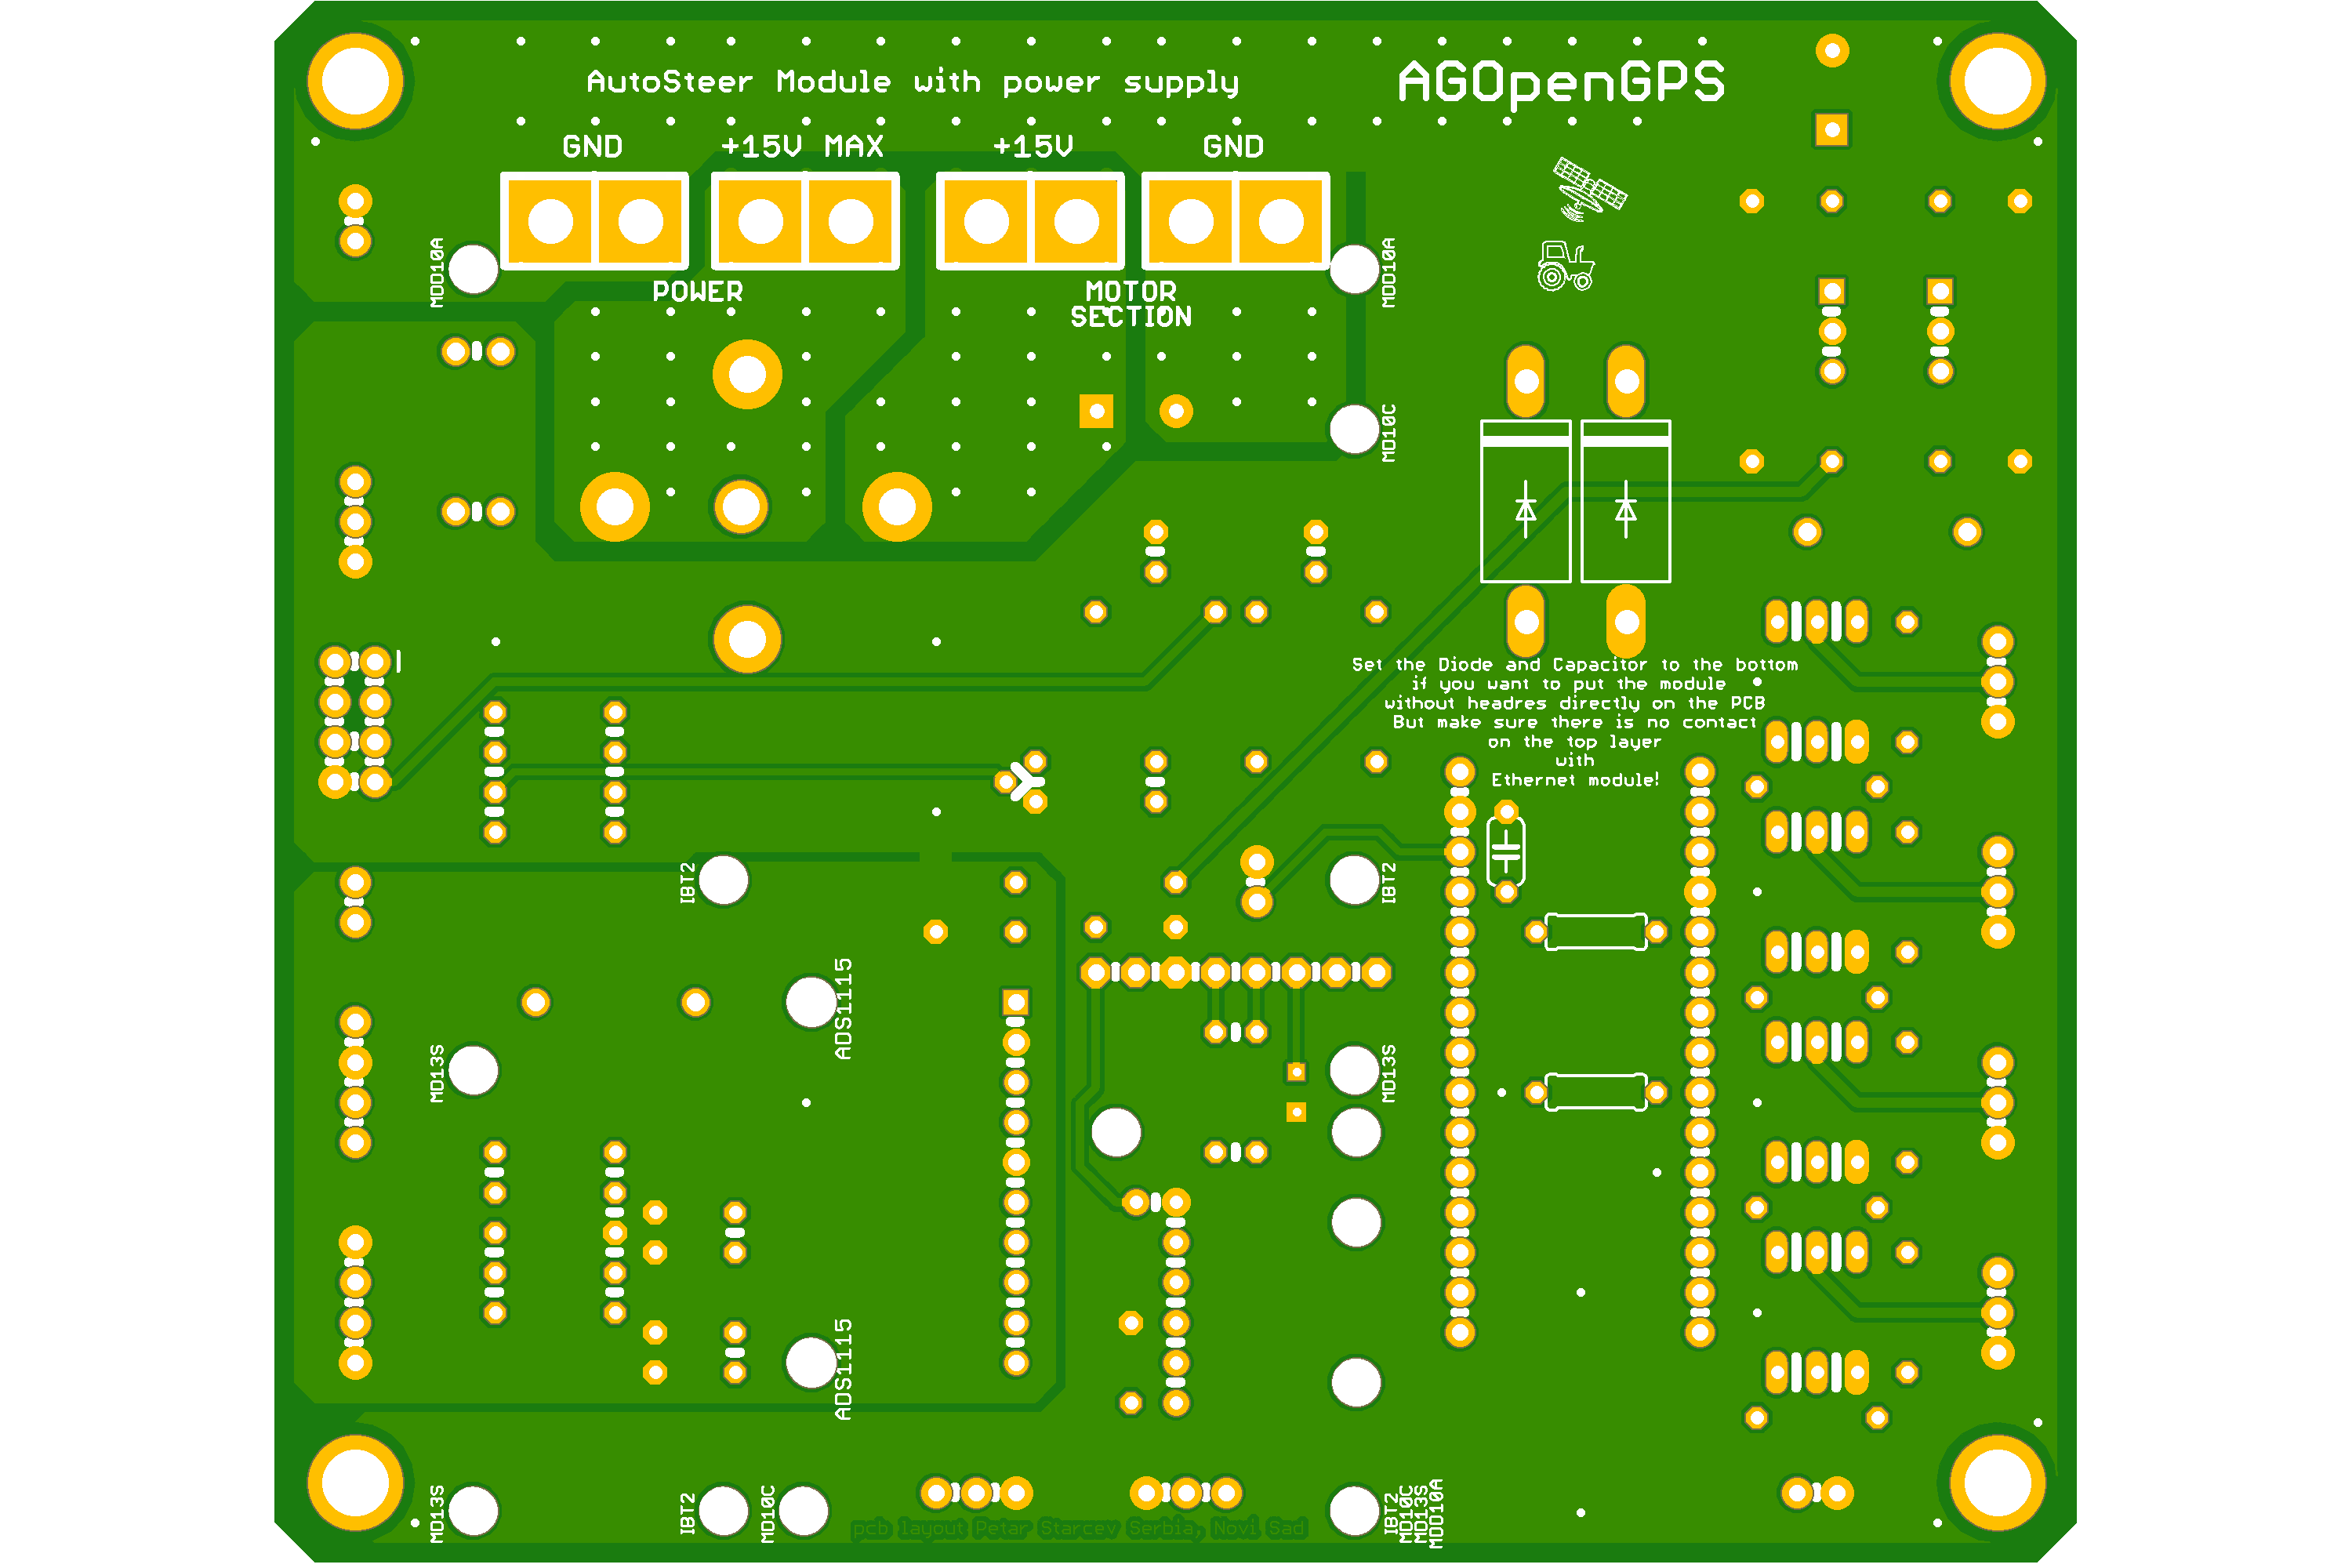 AutoSteer Module with power supply
AGOpenGPS
GND
+15V MAX
+15V
GND
MDD10A
MDD10A
POWER
MOTOR
SECTION
MD10C
Set the Diode and Capacitor to the bottom
if you want to put the module
without headres directly on the PCB
But make sure there is no contact
on the top layer
with
Ethernet module!
IBT2
IBT2
ADS1115
MD13S
MD13S
ADS1115
MD13S
IBT2
MD10C
IBT2
MD10C
MD13S
MDD10A
pcb layout Petar Starcev Serbia, Novi Sad